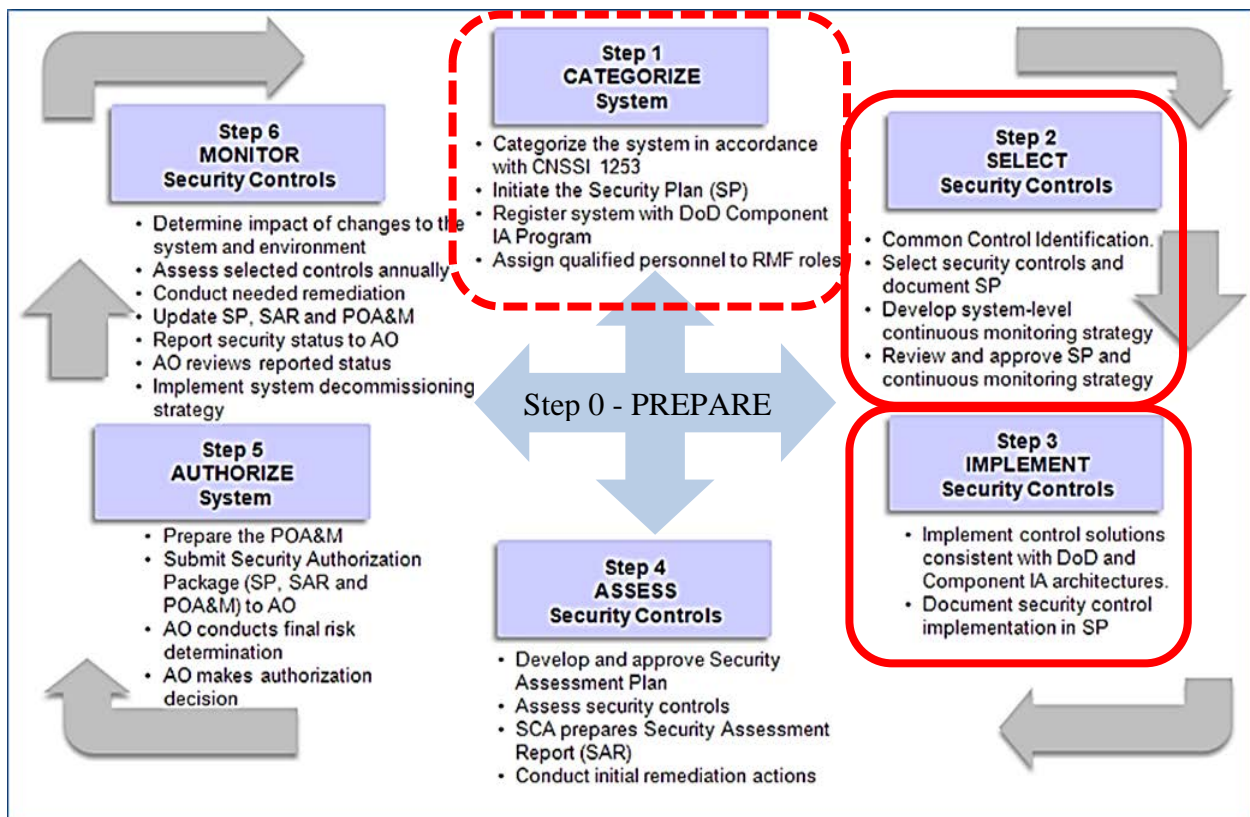 Step 1
CATEGORIZE
System
• Categorize the system in accordance
with CNSSI 1253
• Initiate the Security Plan (SP)
• Register system with DoD Component
IA Program
• Assign qualified personnel to RMF roles
Step 2
SELECT
Security Controls
• Common Control Identification.
• Select security controls and
document SP
• Develop system-level
continuous monitoring strategy
• Review and approve SP and
continuous monitoring strategy
Step 3
IMPLEMENT
Security Controls
• Implement control solutions
consistent with DoD and
Component IA architectures.
• Document security control
implementation in SP
Step 4
ASSESS
Security Controls
• Develop and approve Security
Assessment Plan
• Assess security controls
• SCA prepares Security Assessment
Report (SAR)
• Conduct initial remediation actions
Step 5
AUTHORIZE
System
• Prepare the POA&M
• Submit Security Authorization
Package (SP, SAR and
POA&M) to AO
• AO conducts final risk
determination
• AO makes authorization
decision
Step 6
MONITOR
Security Controls
• Determine impact of changes to the
system and environment
• Assess selected controls annually
• Conduct needed remediation
• Update SP, SAR and POA&M
• Report security status to AO
• AO reviews reported status
• Implement system decommissioning
strategy
Step 0 - PREPARE